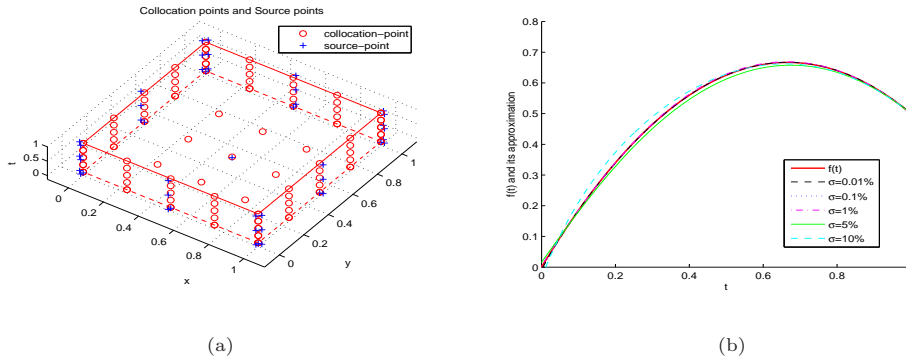 Collocation points and Source points
collocation−point
source−point
t
1
0.5
0
0
0.2
0.4
0.6
0.8
1
x
0
0.2
0.4
0.6
0.8
1
y
(a)
f(t) and its approximation
0.8
0.7
0.6
0.5
0.4
0.3
0.2
0.1
0
0.2
0.4
0.6
0.8
t
f(t)
σ=0.01%
σ=0.1%
σ=1%
σ=5%
σ=10%
(b)